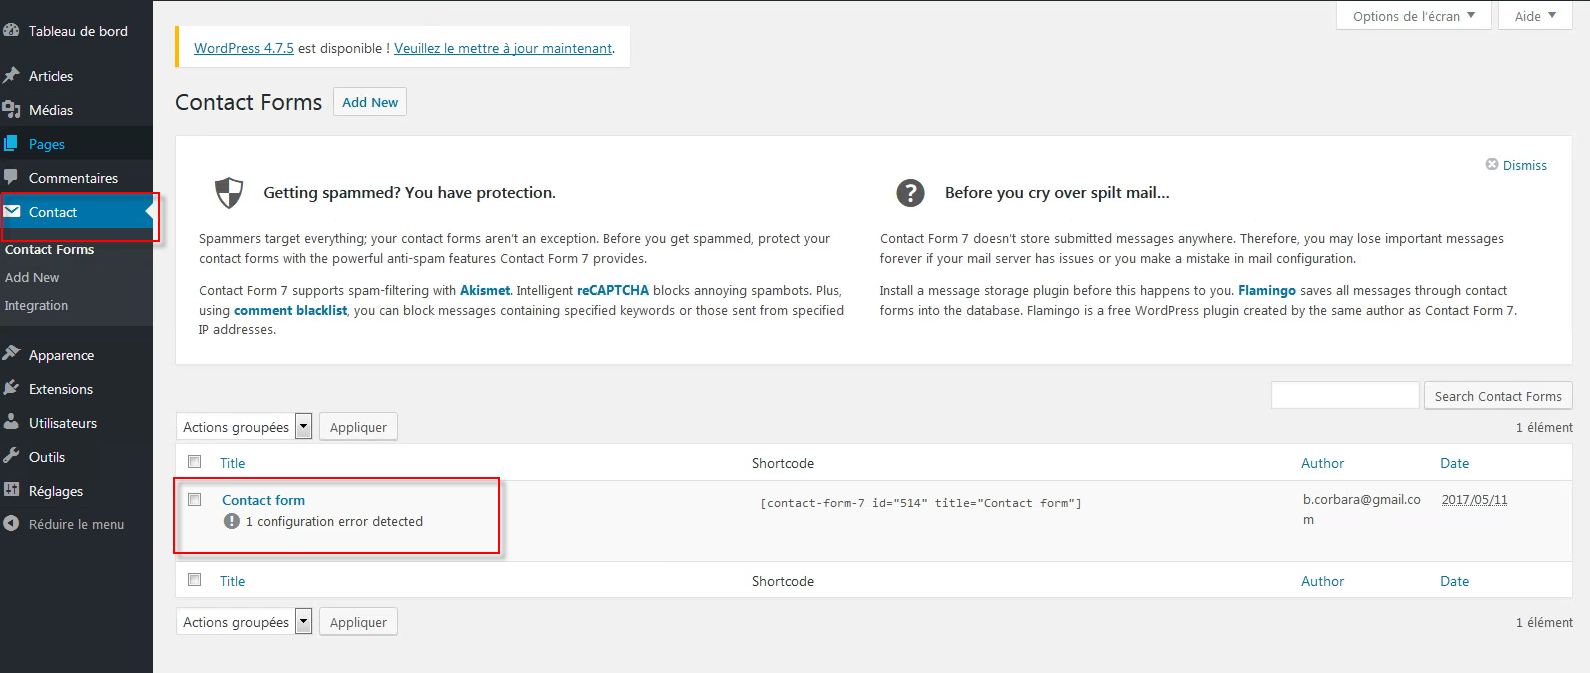 Options de l'écran
Aide
Tableau de bord
Articles
Médias
Pages
Commentaires
Contact
Contact Forms
Add New
Integration
Apparence
Extensions
Utilisateurs
Outils
Réglages
Réduire le menu
WordPress 4.7.5 est disponible ! Veuillez le mettre à jour maintenant.
Contact Forms Add New
Dismiss
Getting spammed? You have protection.
Spammers target everything; your contact forms aren't an exception. Before you get spammed, protect your
contact forms with the powerful anti-spam features Contact Form 7 provides.
Contact Form 7 supports spam-filtering with Akismet. Intelligent reCAPTCHA blocks annoying spambots. Plus,
using comment blacklist, you can block messages containing specified keywords or those sent from specified
IP addresses.
Before you cry over spilt mail...
Contact Form 7 doesn't store submitted messages anywhere. Therefore, you may lose important messages
forever if your mail server has issues or you make a mistake in mail configuration.
Install a message storage plugin before this happens to you. Flamingo saves all messages through contact
forms into the database. Flamingo is a free WordPress plugin created by the same author as Contact Form 7.
Search Contact Forms
Actions groupées Appliquer 1 élément
Title Shortcode Author Date
Contact form [contact-form-7 id="514" title="Contact form"] b.corbara@gmail.co 2017/05/11
m
1 configuration error detected
Title Shortcode Author Date
Actions groupées Appliquer 1 élément